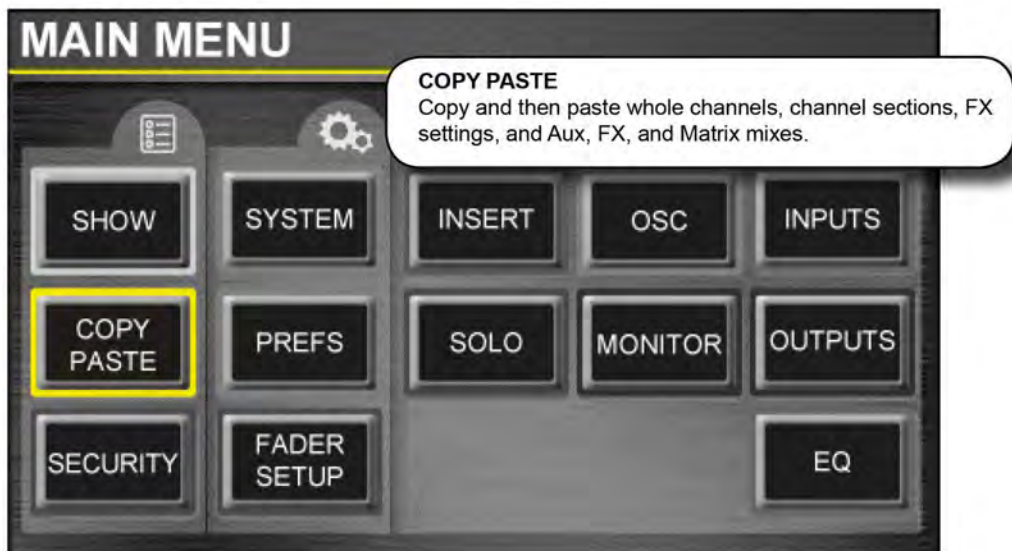 MAIN MENU
COPY PASTE
Copy and then paste whole channels, channel sections, FX
settings, and Aux, FX, and Matrix mixes.
SHOW
SYSTEM
INSERT
OSC
INPUTS
COPY
PASTE
PREFS
SOLO
MONITOR
OUTPUTS
SECURITY
FADER
SETUP
EQ